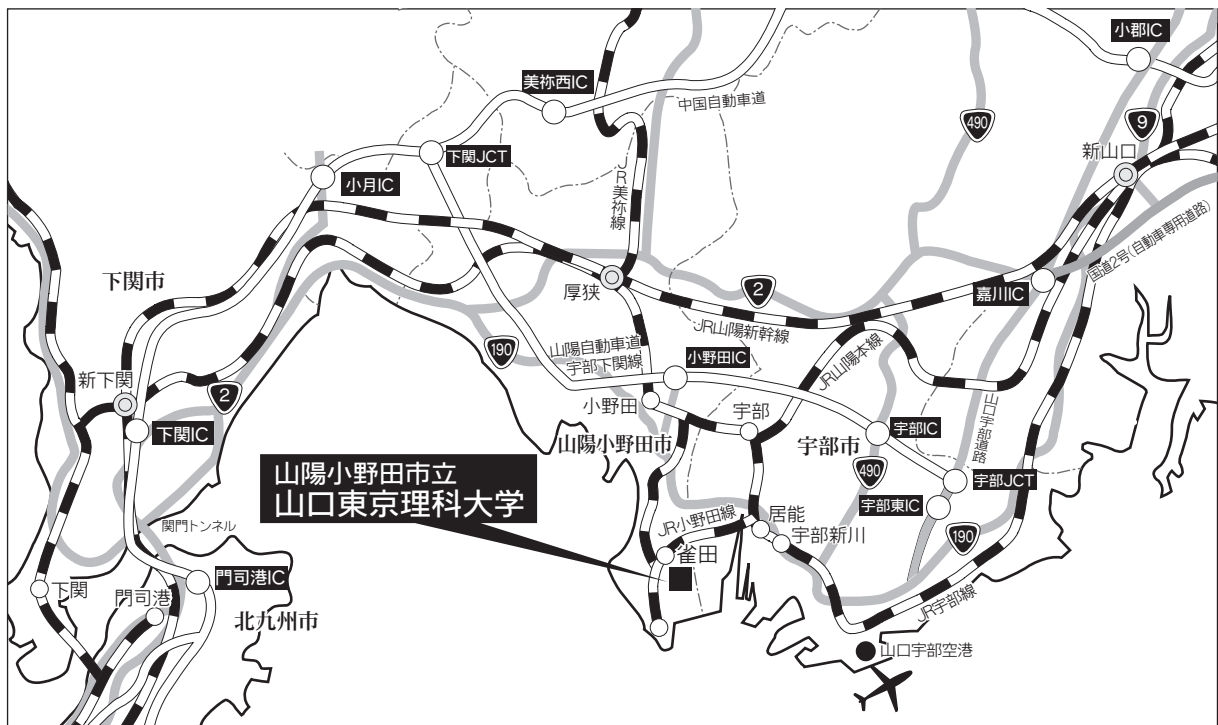 小郡IC
美祢西IC
中国自動車道
490
9
新山口
下関JCT
小月IC
JR美祢線
国道2号(自動車専用道路)
下関市
厚狭
2
嘉川IC
JR山陽新幹線
190
山陽自動車道
宇部下関線
小野田IC
JR山陽本線
新下関
2
小野田
宇部
山口宇部道路
下関IC
山陽小野田市
宇部市
宇部IC
490
宇部JCT
山陽小野田市立
山口東京理科大学
宇部東IC
関門トンネル
JR小野田線
居能
宇部新川
190
雀田
下関
門司港IC
門司港
北九州市
JR宇部線
山口宇部空港